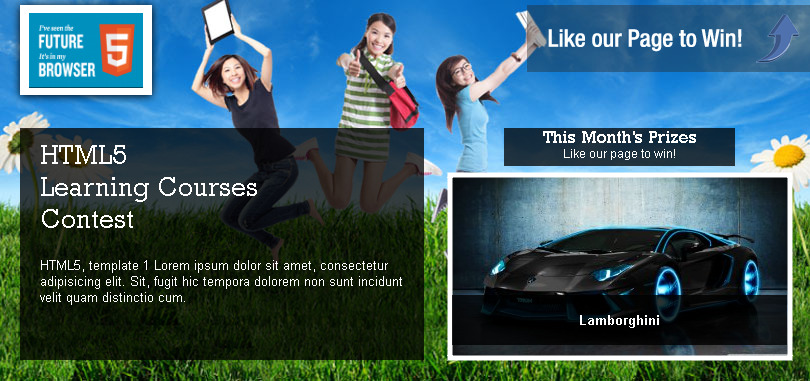 I've seen the
FUTURE
It's in my
BROWSER
5
Like our Page to Win!
HTML5
Learning Courses
Contest
HTML5, template 1 Lorem ipsum dolor sit amet, consectetur
adipisicing elit. Sit, fugit hic tempora dolorem non sunt incidunt
velit quam distinctio cum.
This Month's Prizes
Like our page to win!
Lamborghini